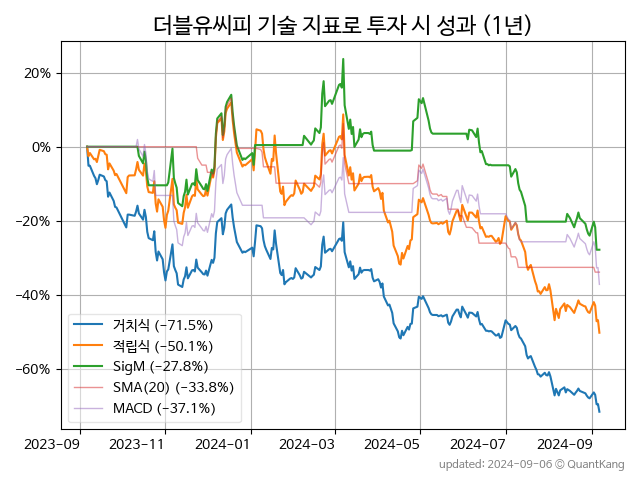 더블유씨피 기술 지표로 투자 시 성과 (1년)
20%
0%
−20%
−40%
−60%
거치식 (−71.5%)
적립식 (−50.1%)
SigM (−27.8%)
SMA(20) (−33.8%)
MACD (−37.1%)
2023-09 2023-11 2024-01 2024-03 2024-05 2024-07 2024-09
updated: 2024-09-06 © QuantKang